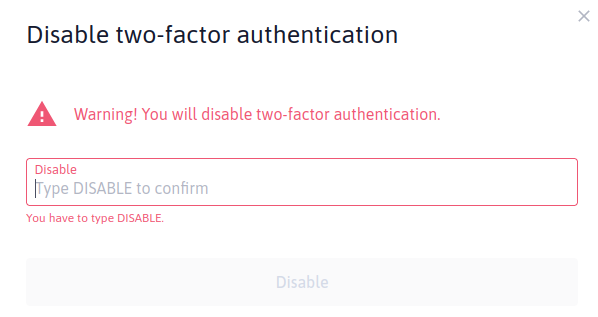 Disable two-factor authentication
Warning! You will disable two-factor authentication.
Disable
Type DISABLE to confirm
You have to type DISABLE.
Disable